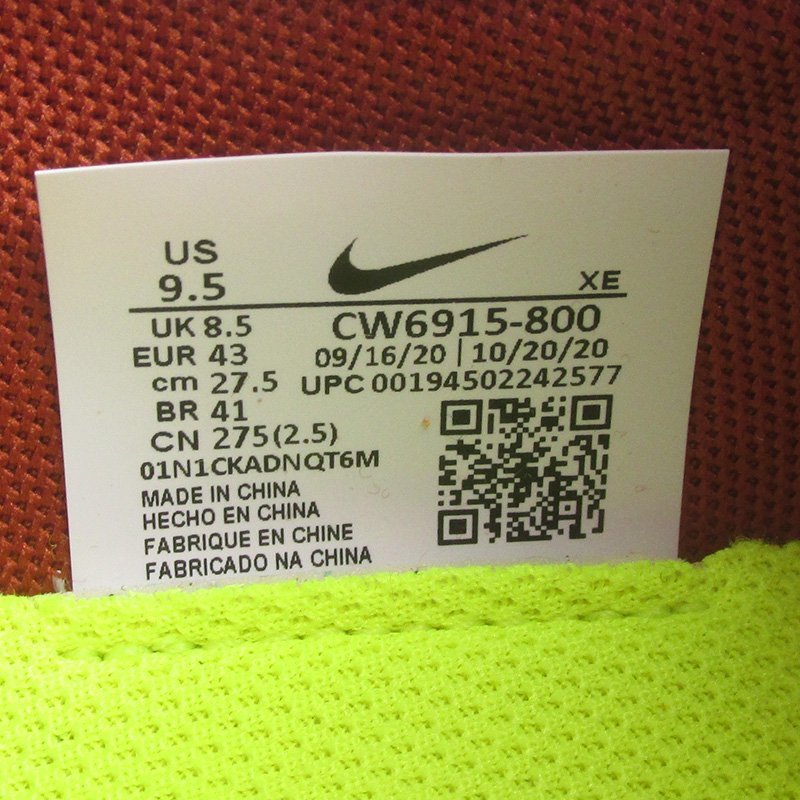 US
9.5
XE
UK 8.5
CW6915-800
EUR 43
09/16/20 | 10/20/20
cm 27.5
UPC 00194502242577
BR 41
CN 275(2.5)
01N1CKADNQT6M
MADE IN CHINA
HECHO EN CHINA
FABRIQUE EN CHINE
FABRICADO NA CHINA